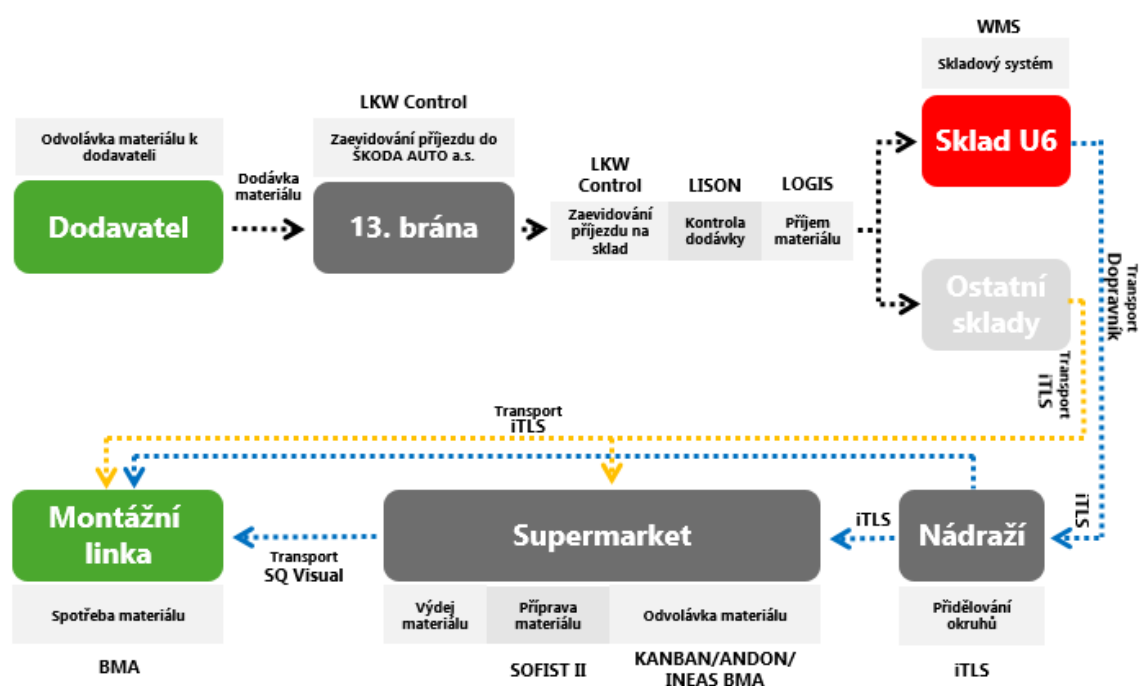 WMS
Skladový systém
Sklad U6
LKW Control
Odvolávka materiálu k
dodavateli
Zaevidování příjezdu do
ŠKODA AUTO a.s.
Dodavatel
Dodávka
materiálu
13. brána
LKW
Control
LISON
LOGIS
Zaevidování
příjezdu na
sklad
Kontrola
dodávky
Příjem
materiálu
Ostatní
sklady
Transport
Dopravník
Transport
iTLS
Transport
iTLS
Montážní
linka
Transport
SQ Visual
Supermarket
iTLS
Nádraží
iTLS
Spotřeba materiálu
Výdej
materiálu
Příprava
materiálu
Odvolávka materiálu
Přidělování
okruhů
BMA
SOFIST II
KANBAN/ANDON/
INEAS BMA
iTLS